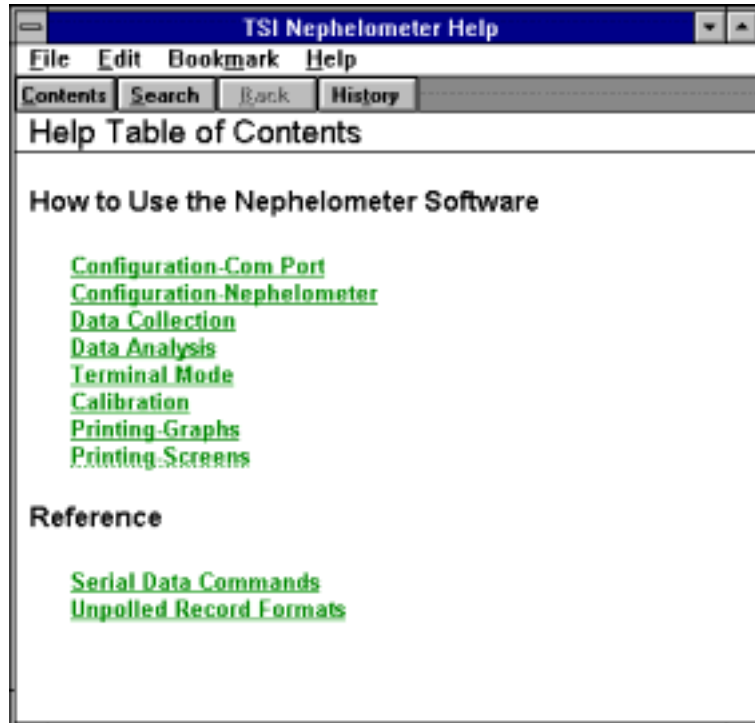 TSI Nephelometer Help
File Edit Bookmark Help
Contents Search Back History
Help Table of Contents
How to Use the Nephelometer Software
Configuration-Com Port
Configuration-Nephelometer
Data Collection
Data Analysis
Terminal Mode
Calibration
Printing-Graphs
Printing-Screens
Reference
Serial Data Commands
Unpolled Record Formats